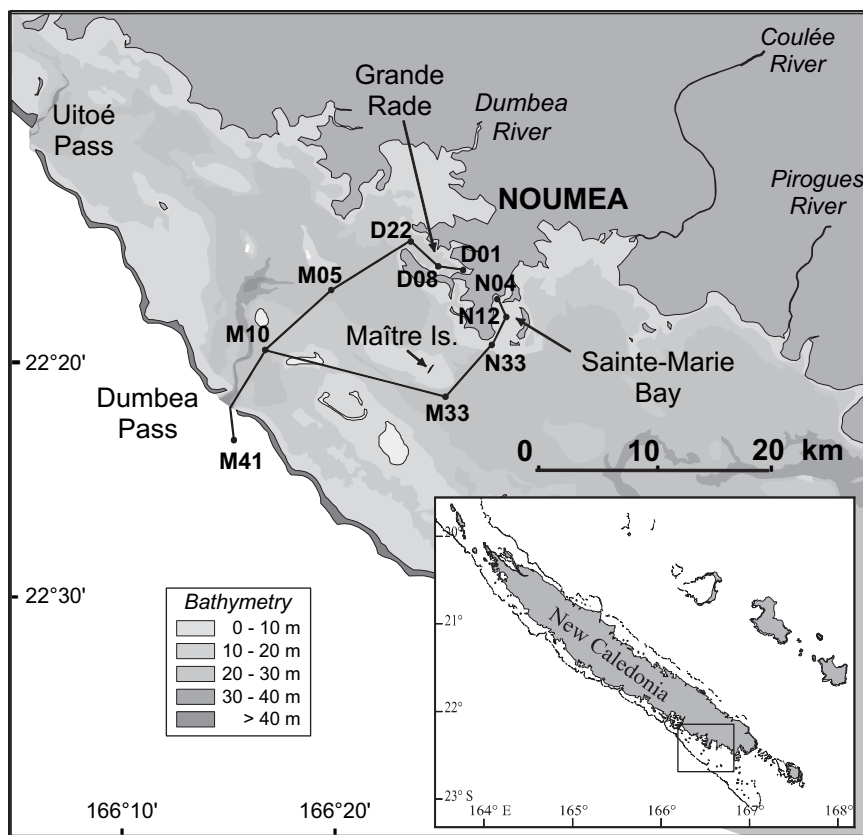 Coulée
River
Grande
Rade
Uitoé
Pass
Dumbea
River
Pirogues
River
NOUMEA
D22
D01
D08
N04
M05
N12
M10
Maître Is.
22°20'
N33
Sainte-Marie
Bay
Dumbea
Pass
M33
M41
0 10 20 km
22°30'
Bathymetry
0 - 10 m
10 - 20 m
20 - 30 m
30 - 40 m
> 40 m
20°
21°
New Caledonia
22°
23°S
164° E 165° 166° 167° 168°
166°10' 166°20'